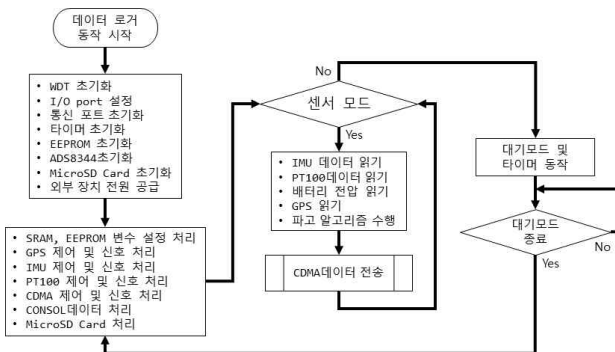 데이터 로거
동작 시작
• WDT 초기화
• I/O port 설정
• 통신 포트 초기화
• 타이머 초기화
• EEPROM 초기화
• ADS8344초기화
• MicroSD Card 초기화
• 외부 장치 전원 공급
• SRAM, EEPROM 변수 설정 처리
• GPS 제어 및 신호 처리
• IMU 제어 및 신호 처리
• PT100 제어 및 신호 처리
• CDMA 제어 및 신호 처리
• CONSOL데이터 처리
• MicroSD Card 처리
No
센서 모드
Yes
• IMU 데이터 읽기
• PT100데이터 읽기
• 배터리 전압 읽기
• GPS 읽기
• 파고 알고리즘 수행
CDMA데이터 전송
대기모드 및
타이머 동작
대기모드
종료
No
Yes